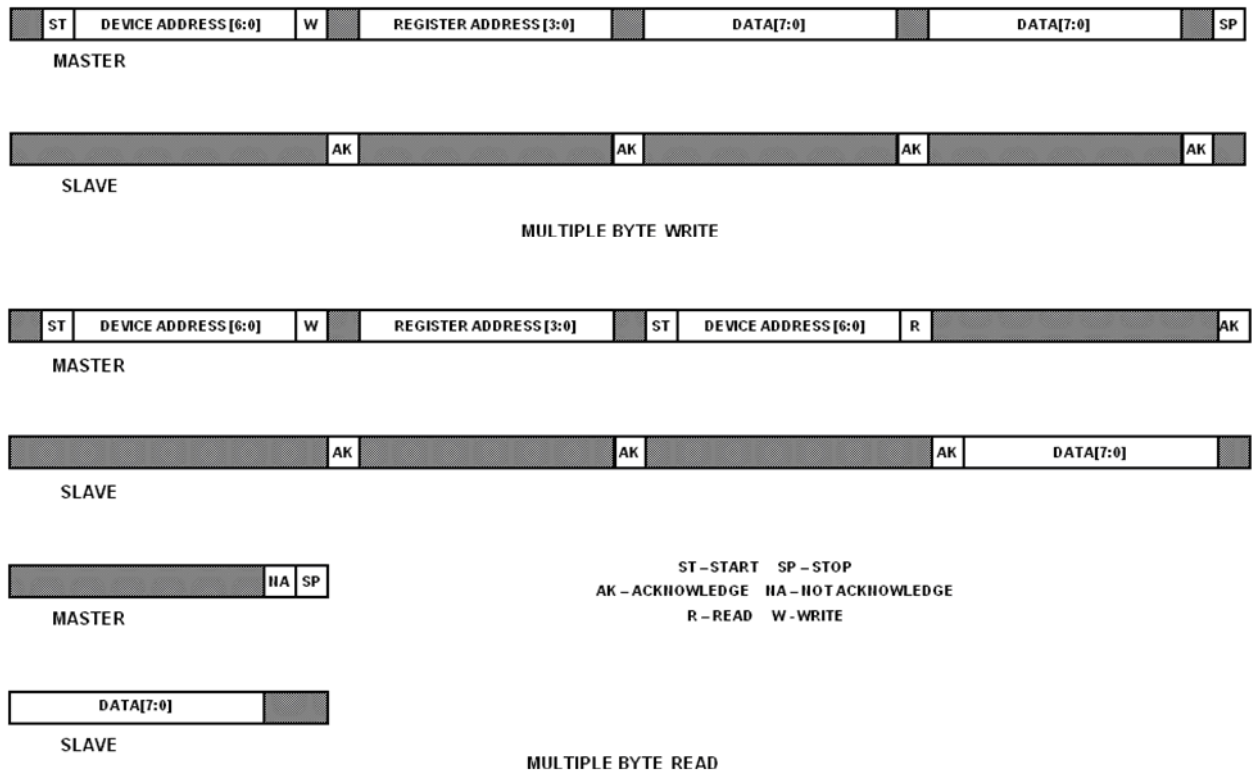 ST DEVICE ADDRESS [6:0] W REGISTER ADDRESS [3:0] DATA[7:0] DATA[7:0] SP
MASTER
AK AK AK AK
SLAVE
MULTIPLE BYTE WRITE
ST DEVICE ADDRESS [6:0] W REGISTER ADDRESS [3:0] ST DEVICE ADDRESS [6:0] R AK
MASTER
AK AK AK DATA[7:0]
SLAVE
NA SP
MASTER
ST – START SP – STOP
AK – ACKNOWLEDGE NA – NOT ACKNOWLEDGE
R – READ W - WRITE
DATA[7:0]
SLAVE
MULTIPLE BYTE READ